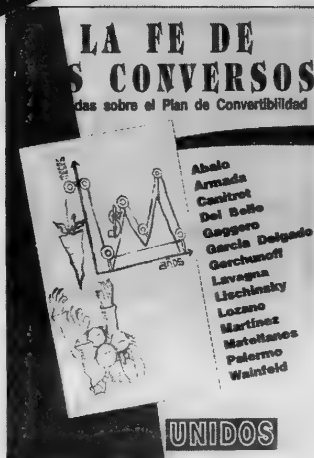 LA FE DE
S CONVERSOS
das sobre el Plan de Convertibilidad
años
Abalo
Armada
Canitrot
Del Bello
Gaggero
García Delgado
Gerchunoff
Lavagna
Lischinsky
Lozano
Martínez
Matellanes
Palermo
Wainfeld
UNIDOS